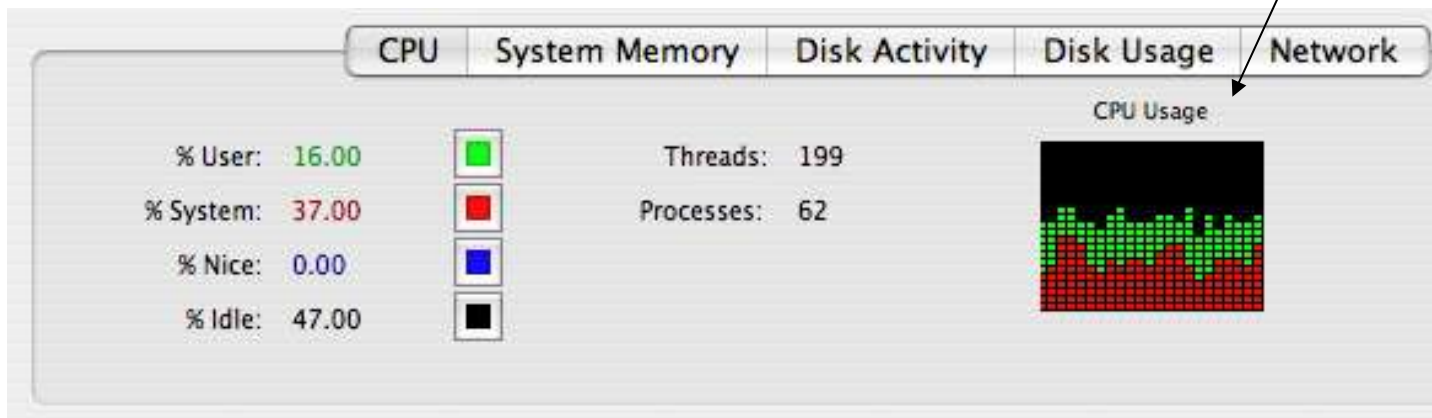 CPU System Memory Disk Activity Disk Usage Network
CPU Usage
% User: 16.00 Threads: 199
% System: 37.00 Processes: 62
% Nice: 0.00
% Idle: 47.00